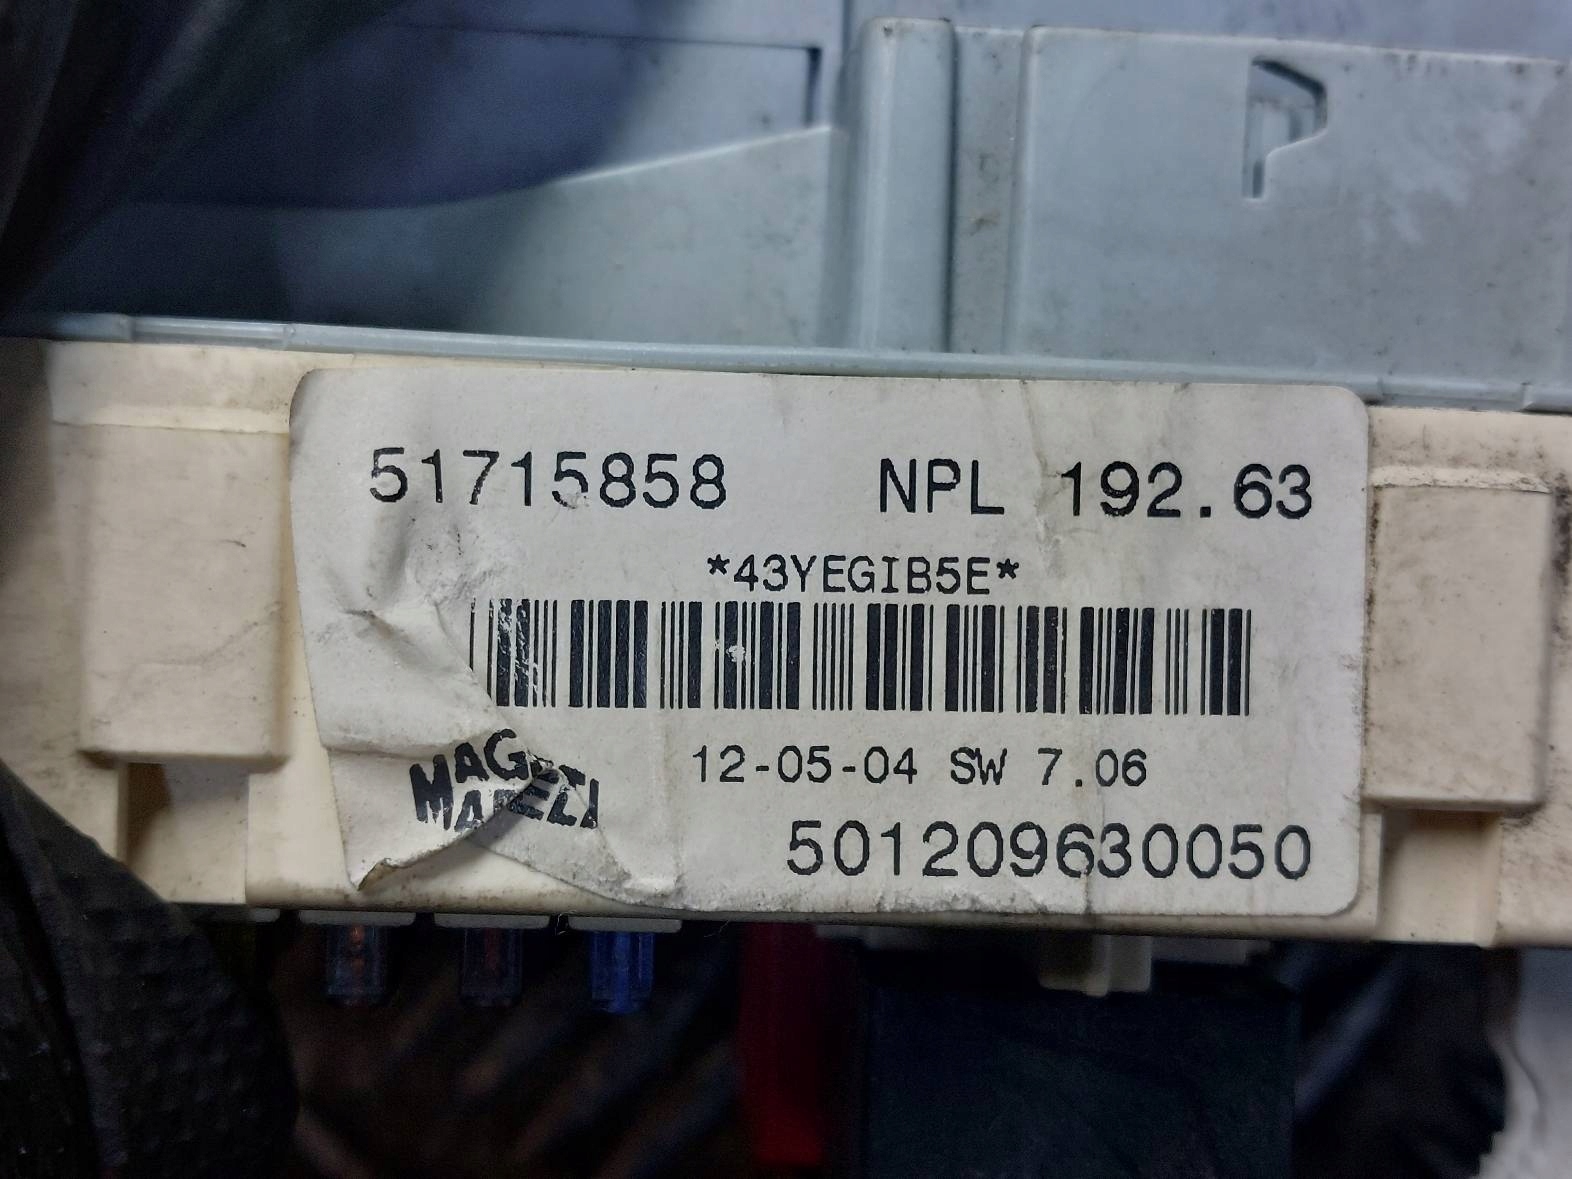 51715858 NPL 192.63
*43YEGIB5E*
12-05-04 SW 7.06
501209630050